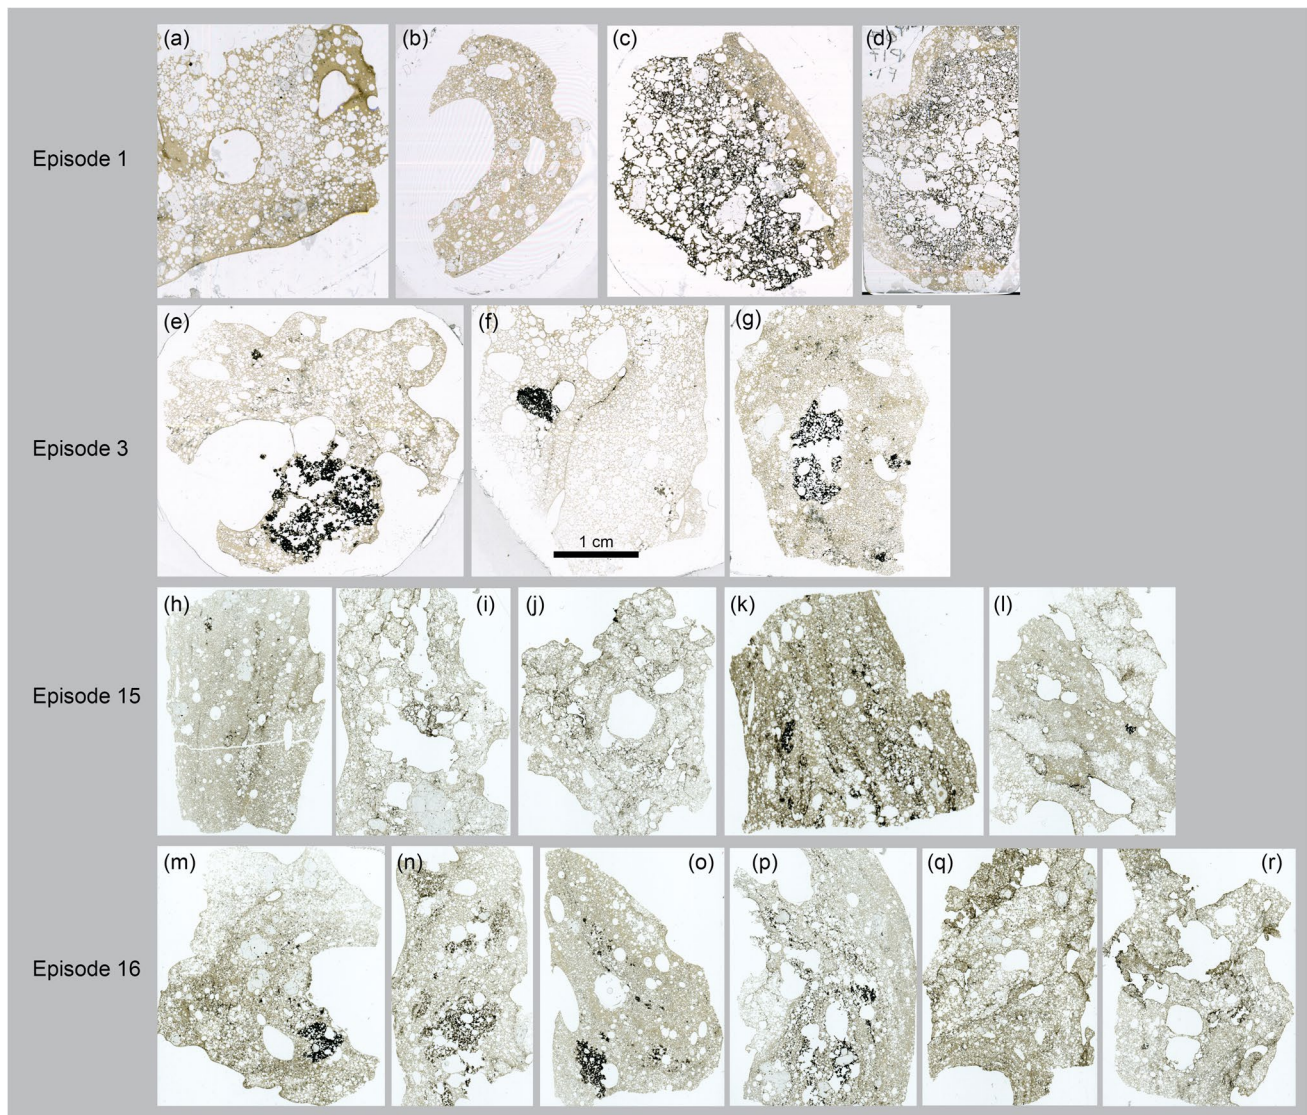 (a) (b) (c) (d)
Episode 1
(e) (f) (g)
Episode 3
1 cm
(h) (i) (j) (k) (l)
Episode 15
(m) (n) (o) (p) (q) (r)
Episode 16